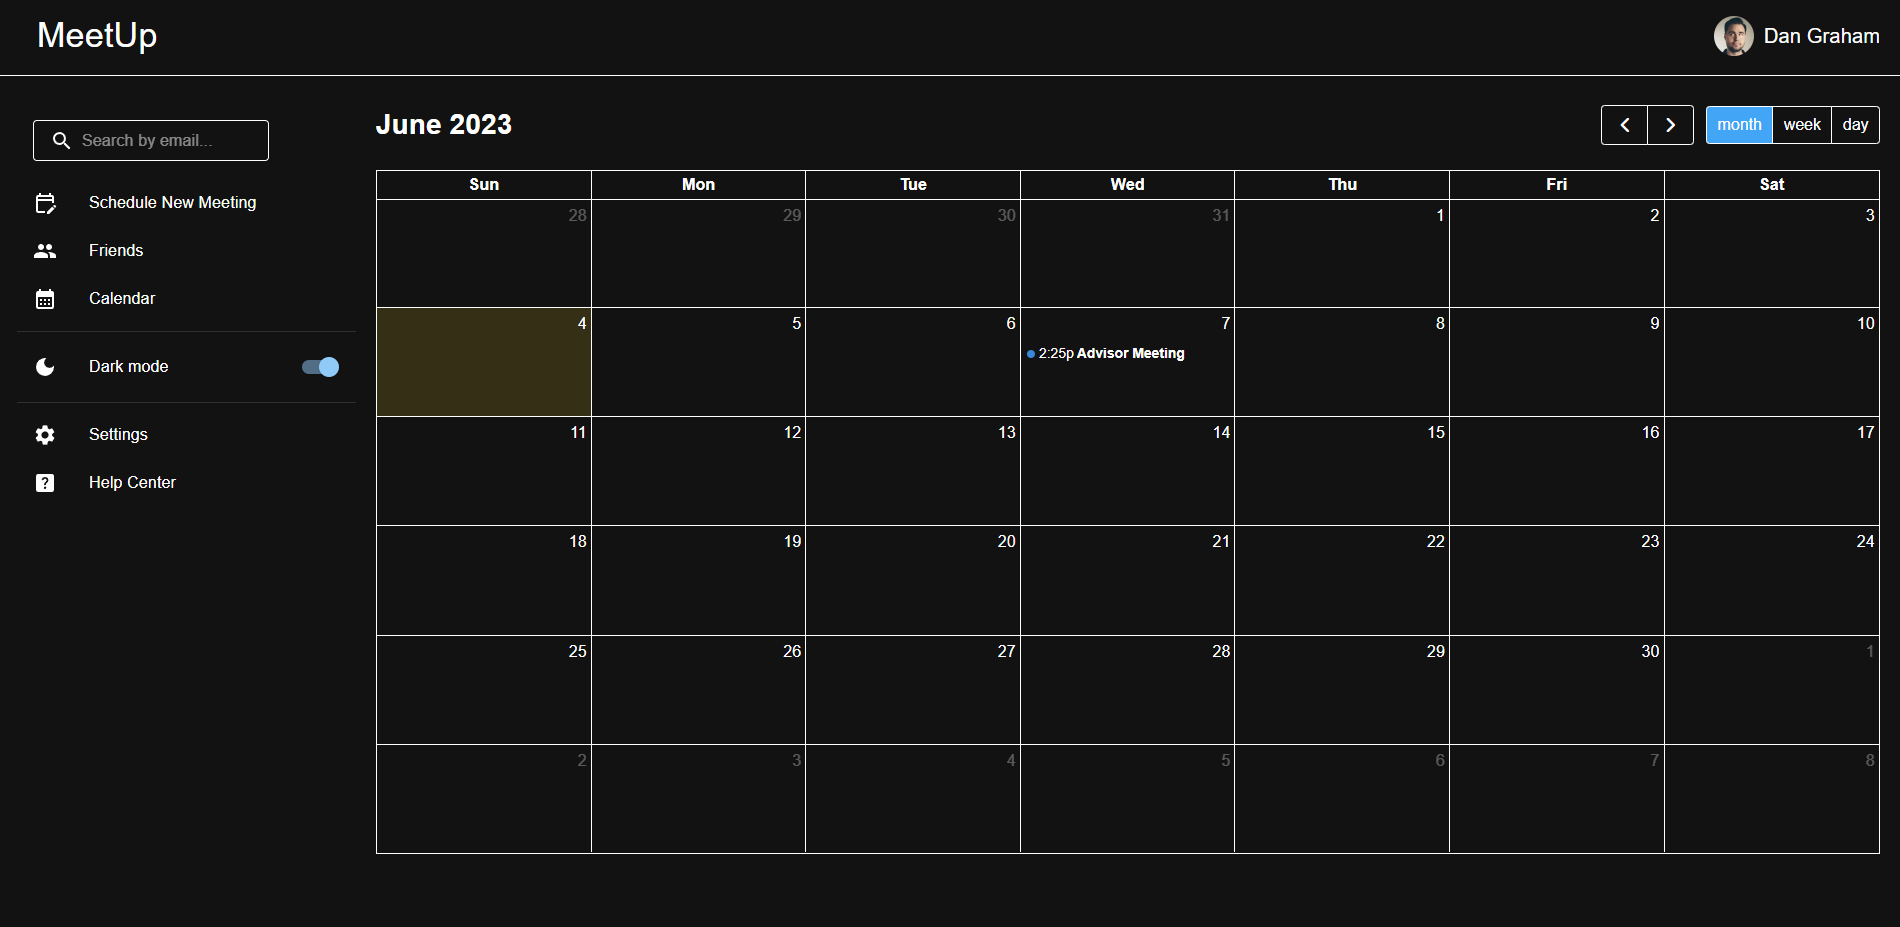 MeetUp
Dan Graham
Search by email...
Schedule New Meeting
Friends
Calendar
Dark mode
Settings
Help Center
June 2023
month week day
Sun Mon Tue Wed Thu Fri Sat
28 29 30 31 1 2 3
4 5 6 7 8 9 10
2:25p Advisor Meeting
11 12 13 14 15 16 17
18 19 20 21 22 23 24
25 26 27 28 29 30 1
2 3 4 5 6 7 8